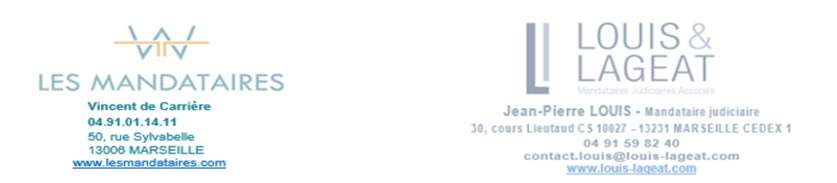 LES MANDATAIRES
Vincent de Carrière
04.91.01.14.11
50, rue Sylvabelle
13006 MARSEILLE
www.lesmandataires.com
LOUIS &
LAGEAT
Mandataires Judiciaires Associés
Jean-Pierre LOUIS - Mandataire judiciaire
30, cours Lieutaud CS 10027 - 13231 MARSEILLE CEDEX 1
04 91 59 82 40
contact.louis@louis-lageat.com
www.louis-lageat.com